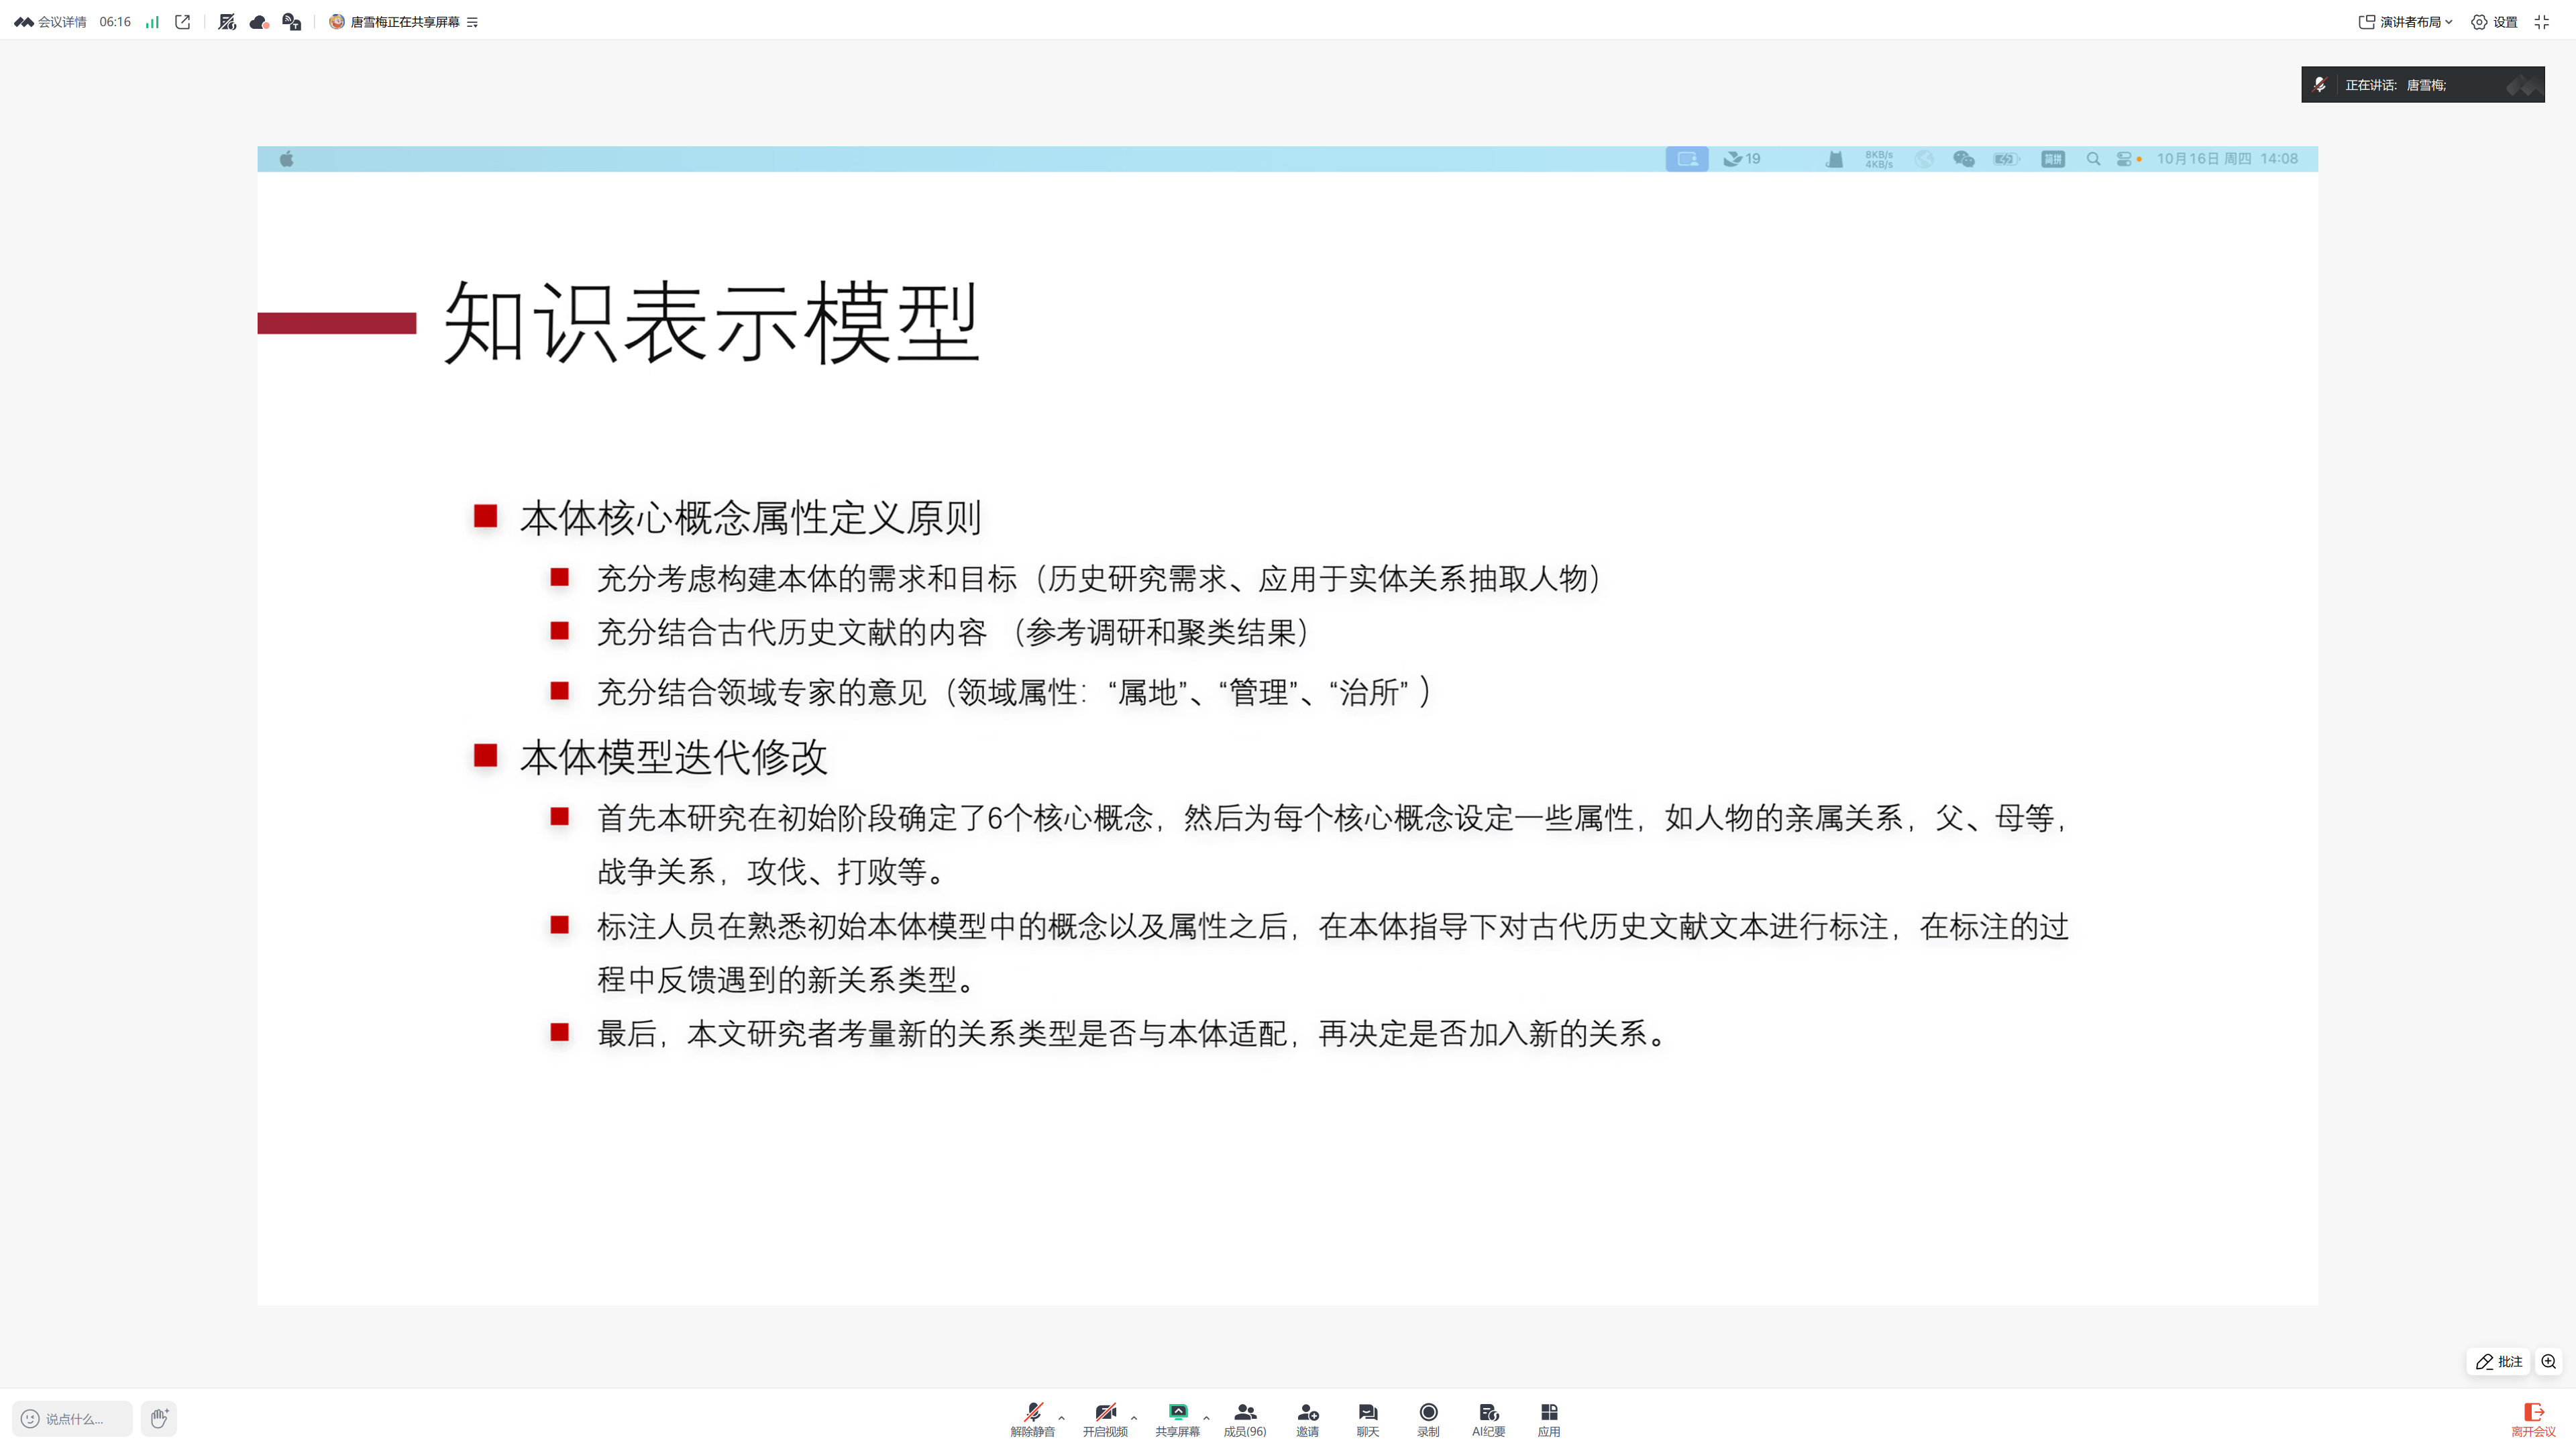 会议详情 06:16 唐雪梅正在共享屏幕 演讲者布局 设置
正在讲话: 唐雪梅;
19 8KB/s 4KB/s 简拼 10月16日 周四 14:08
知识表示模型
本体核心概念属性定义原则
充分考虑构建本体的需求和目标（历史研究需求、应用于实体关系抽取人物）
充分结合古代历史文献的内容 （参考调研和聚类结果）
充分结合领域专家的意见（领域属性：“属地”、“管理”、“治所” ）
本体模型迭代修改
首先本研究在初始阶段确定了6个核心概念，然后为每个核心概念设定一些属性，如人物的亲属关系，父、母等，
战争关系，攻伐、打败等。
标注人员在熟悉初始本体模型中的概念以及属性之后，在本体指导下对古代历史文献文本进行标注，在标注的过
程中反馈遇到的新关系类型。
最后，本文研究者考量新的关系类型是否与本体适配，再决定是否加入新的关系。
批注
说点什么... 解除静音 开启视频 共享屏幕 成员(96) 邀请 聊天 录制 AI纪要 应用 离开会议